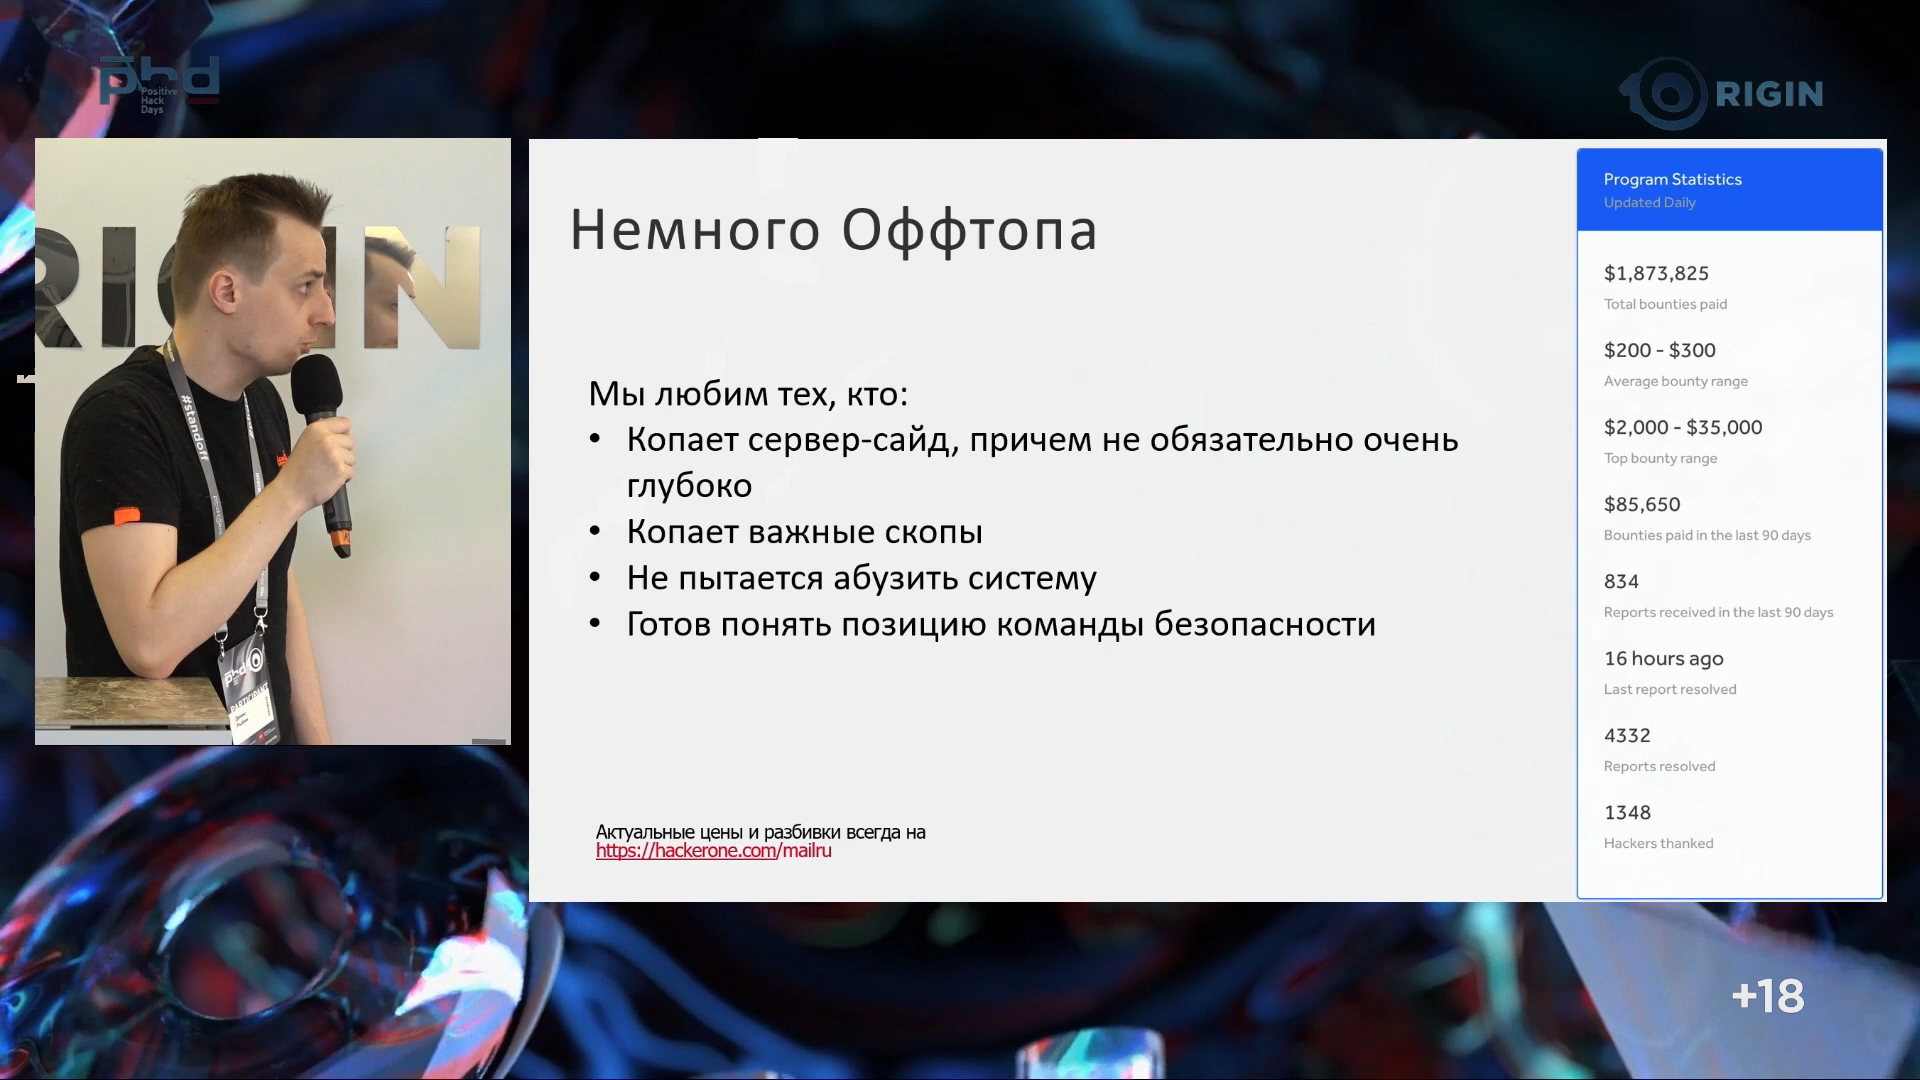 phd
Positive
Hack
Days
ORIGIN
RIGIN
#standoff
phd
PARTICIPANT
Немного Оффтопа
Мы любим тех, кто:
• Копает сервер-сайд, причем не обязательно очень
глубоко
• Копает важные скопы
• Не пытается абузить систему
• Готов понять позицию команды безопасности
Актуальные цены и разбивки всегда на
https://hackerone.com/mailru
Program Statistics
Updated Daily
$1,873,825
Total bounties paid
$200 - $300
Average bounty range
$2,000 - $35,000
Top bounty range
$85,650
Bounties paid in the last 90 days
834
Reports received in the last 90 days
16 hours ago
Last report resolved
4332
Reports resolved
1348
Hackers thanked
+18